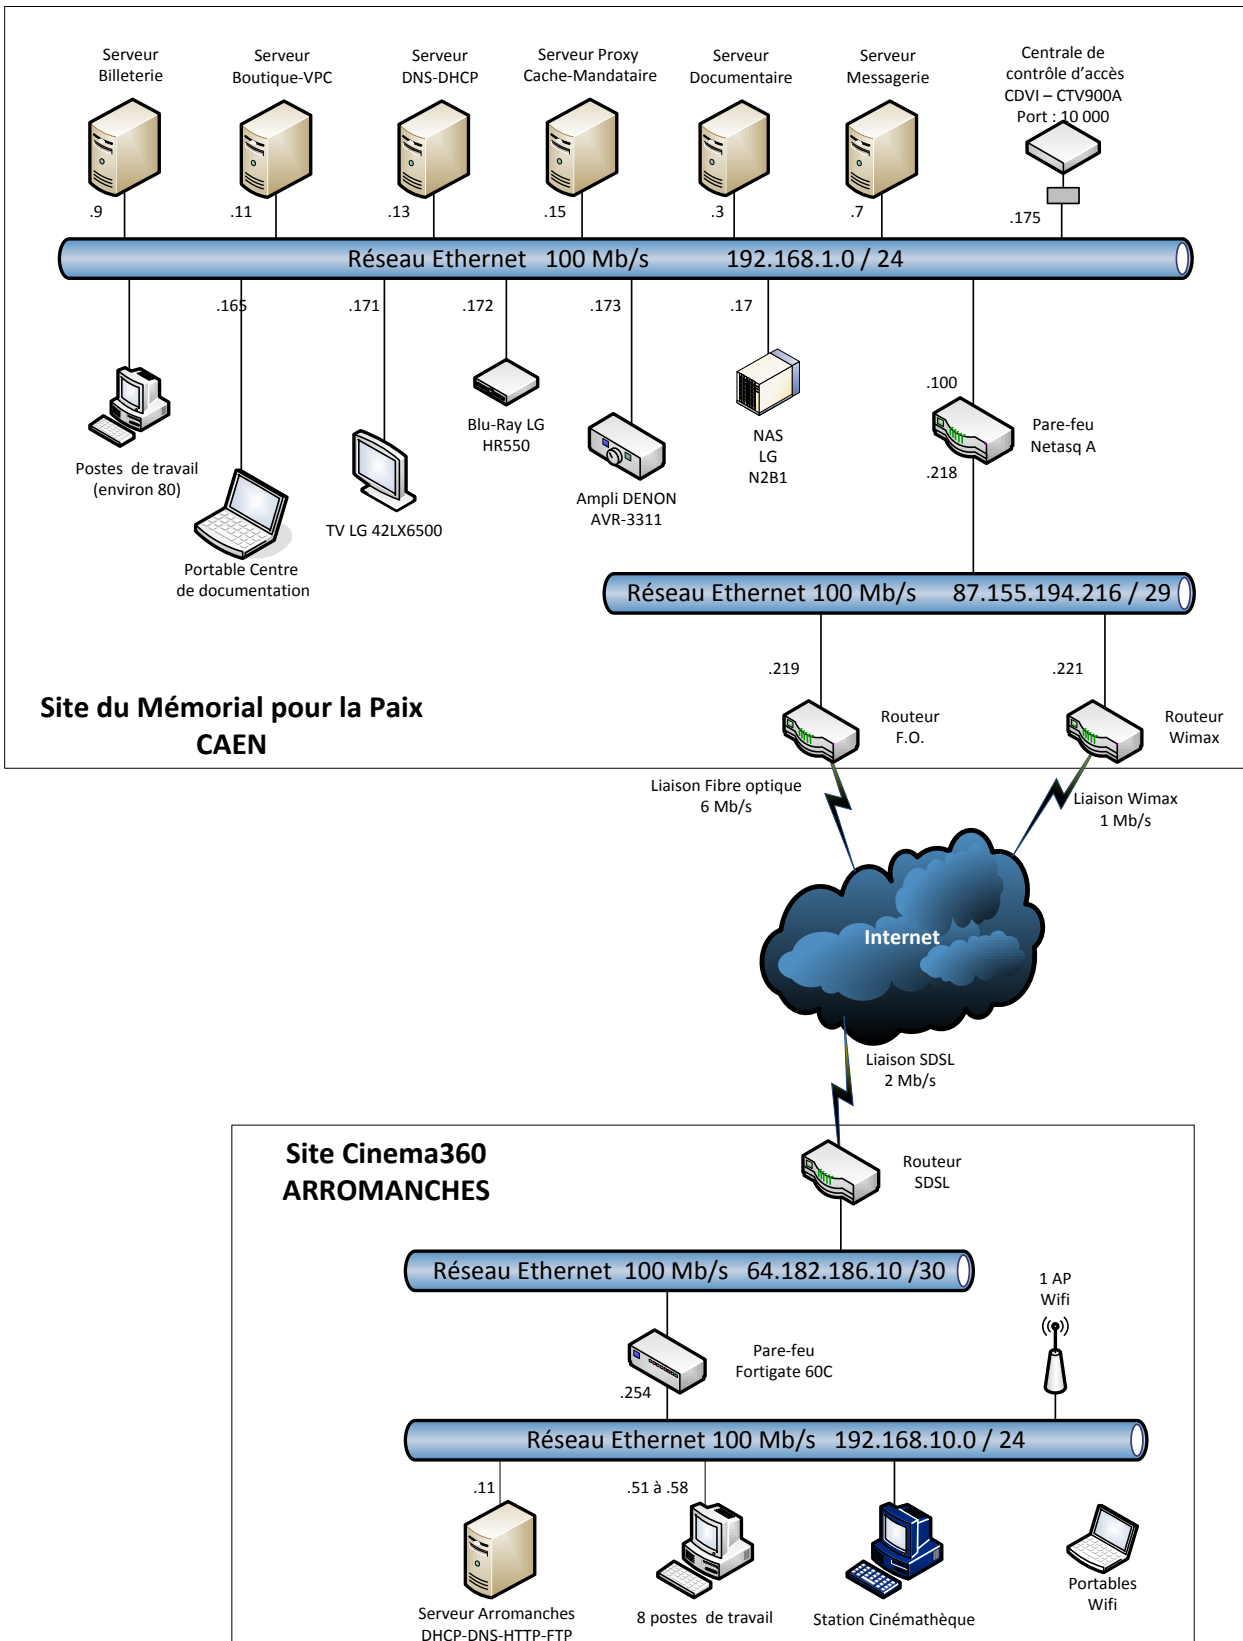 Serveur
Billeterie
Serveur
Boutique-VPC
Serveur
DNS-DHCP
Serveur Proxy
Cache-Mandataire
Serveur
Documentaire
Serveur
Messagerie
Centrale de
contrôle d'accès
CDVI – CTV900A
Port : 10 000
.9
.11
.13
.15
.3
.7
.175
Réseau Ethernet 100 Mb/s 192.168.1.0 / 24
.165
.171
.172
.173
.17
.100
Postes de travail
(environ 80)
Portable Centre
de documentation
TV LG 42LX6500
Blu-Ray LG
HR550
Ampli DENON
AVR-3311
NAS
LG
N2B1
Pare-feu
Netasq A
.218
Réseau Ethernet 100 Mb/s 87.155.194.216 / 29
.219
.221
Site du Mémorial pour la Paix
CAEN
Routeur
F.O.
Routeur
Wimax
Liaison Fibre optique
6 Mb/s
Liaison Wimax
1 Mb/s
Internet
Liaison SDSL
2 Mb/s
Site Cinema360
ARROMANCHES
Routeur
SDSL
Réseau Ethernet 100 Mb/s 64.182.186.10 /30
1 AP
Wifi
Pare-feu
Fortigate 60C
.254
Réseau Ethernet 100 Mb/s 192.168.10.0 / 24
.11
.51 à .58
Serveur Arromanches
DHCP-DNS-HTTP-FTP
8 postes de travail
Station Cinémathèque
Portables
Wifi